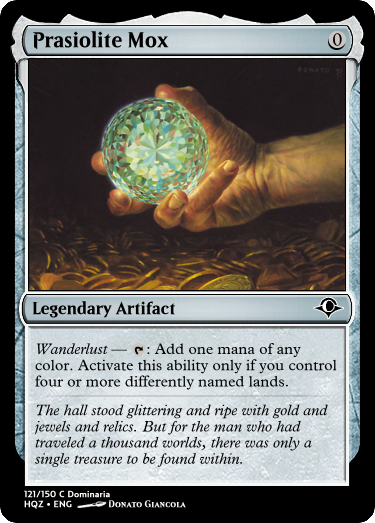 Prasiolite Mox
0
Legendary Artifact
Wanderlust — : Add one mana of any
color. Activate this ability only if you control
four or more differently named lands.
The hall stood glittering and ripe with gold and
jewels and relics. But for the man who had
traveled a thousand worlds, there was only a
single treasure to be found within.
121/150 C Dominaria
HQZ • ENG Donato Giancola